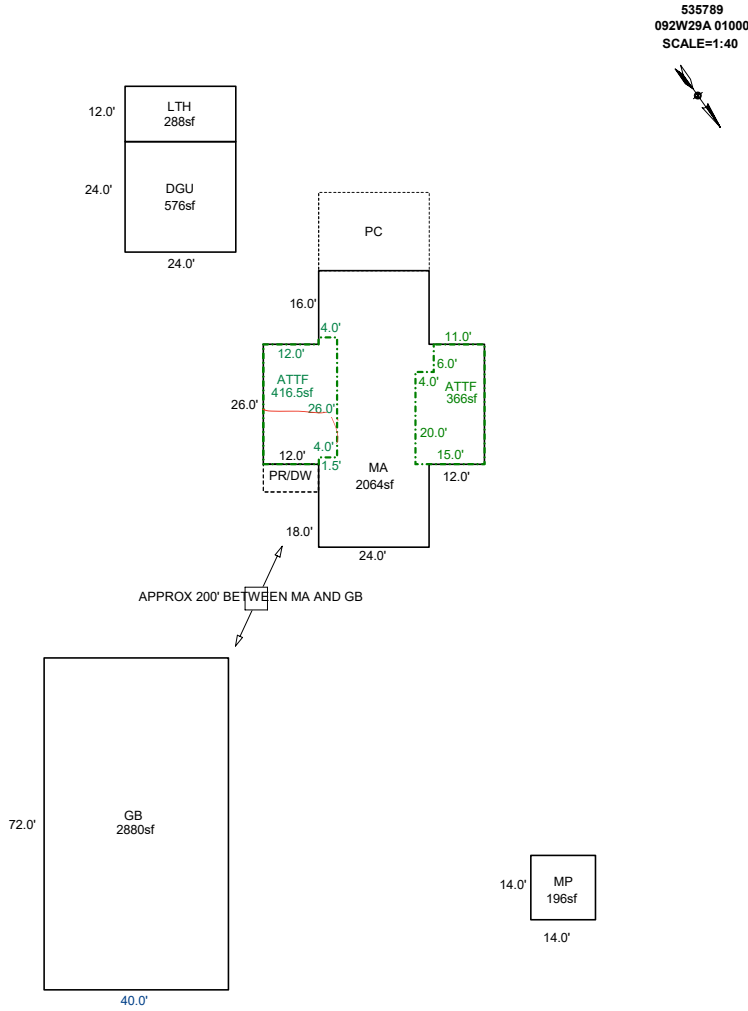 535789
092W29A 01000
SCALE=1:40
12.0'
LTH
288sf
24.0'
DGU
576sf
24.0'
PC
16.0'
4.0'
12.0'
11.0'
6.0'
4.0'
ATTF
416.5sf
ATTF
366sf
26.0'
26.0'
20.0'
4.0'
12.0'
1.5'
15.0'
12.0'
PR/DW
MA
2064sf
18.0'
24.0'
APPROX 200' BETWEEN MA AND GB
72.0'
GB
2880sf
40.0'
14.0'
MP
196sf
14.0'